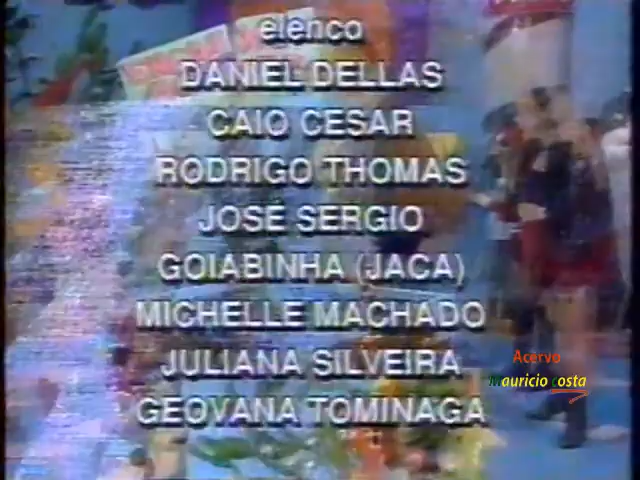 elenco
DANIEL DELLAS
CAIO CESAR
RODRIGO THOMAS
JOSÉ SERGIO
GOIABINHA (JACA)
MICHELLE MACHADO
JULIANA SILVEIRA
GEOVANA TOMINAGA
Acervo
Mauricio costa